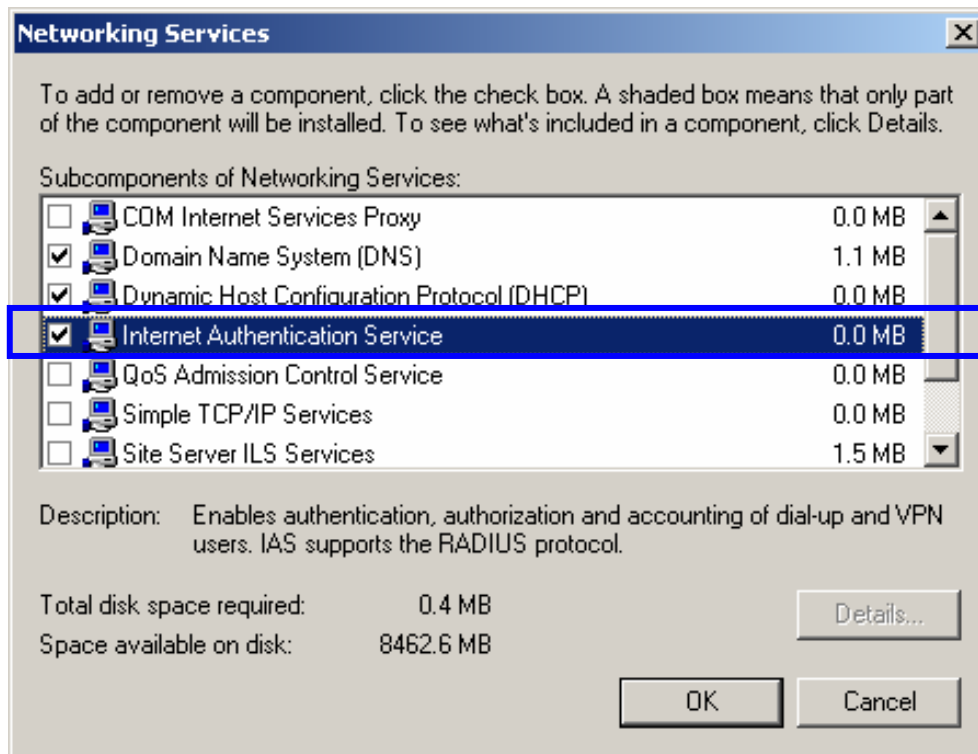 Networking Services
To add or remove a component, click the check box. A shaded box means that only part
of the component will be installed. To see what's included in a component, click Details.
Subcomponents of Networking Services:
COM Internet Services Proxy 0.0 MB
Domain Name System (DNS) 1.1 MB
Dynamic Host Configuration Protocol (DHCP) 0.0 MB
Internet Authentication Service 0.0 MB
QoS Admission Control Service 0.0 MB
Simple TCP/IP Services 0.0 MB
Site Server ILS Services 1.5 MB
Description: Enables authentication, authorization and accounting of dial-up and VPN
users. IAS supports the RADIUS protocol.
Total disk space required: 0.4 MB
Space available on disk: 8462.6 MB
Details...
OK Cancel